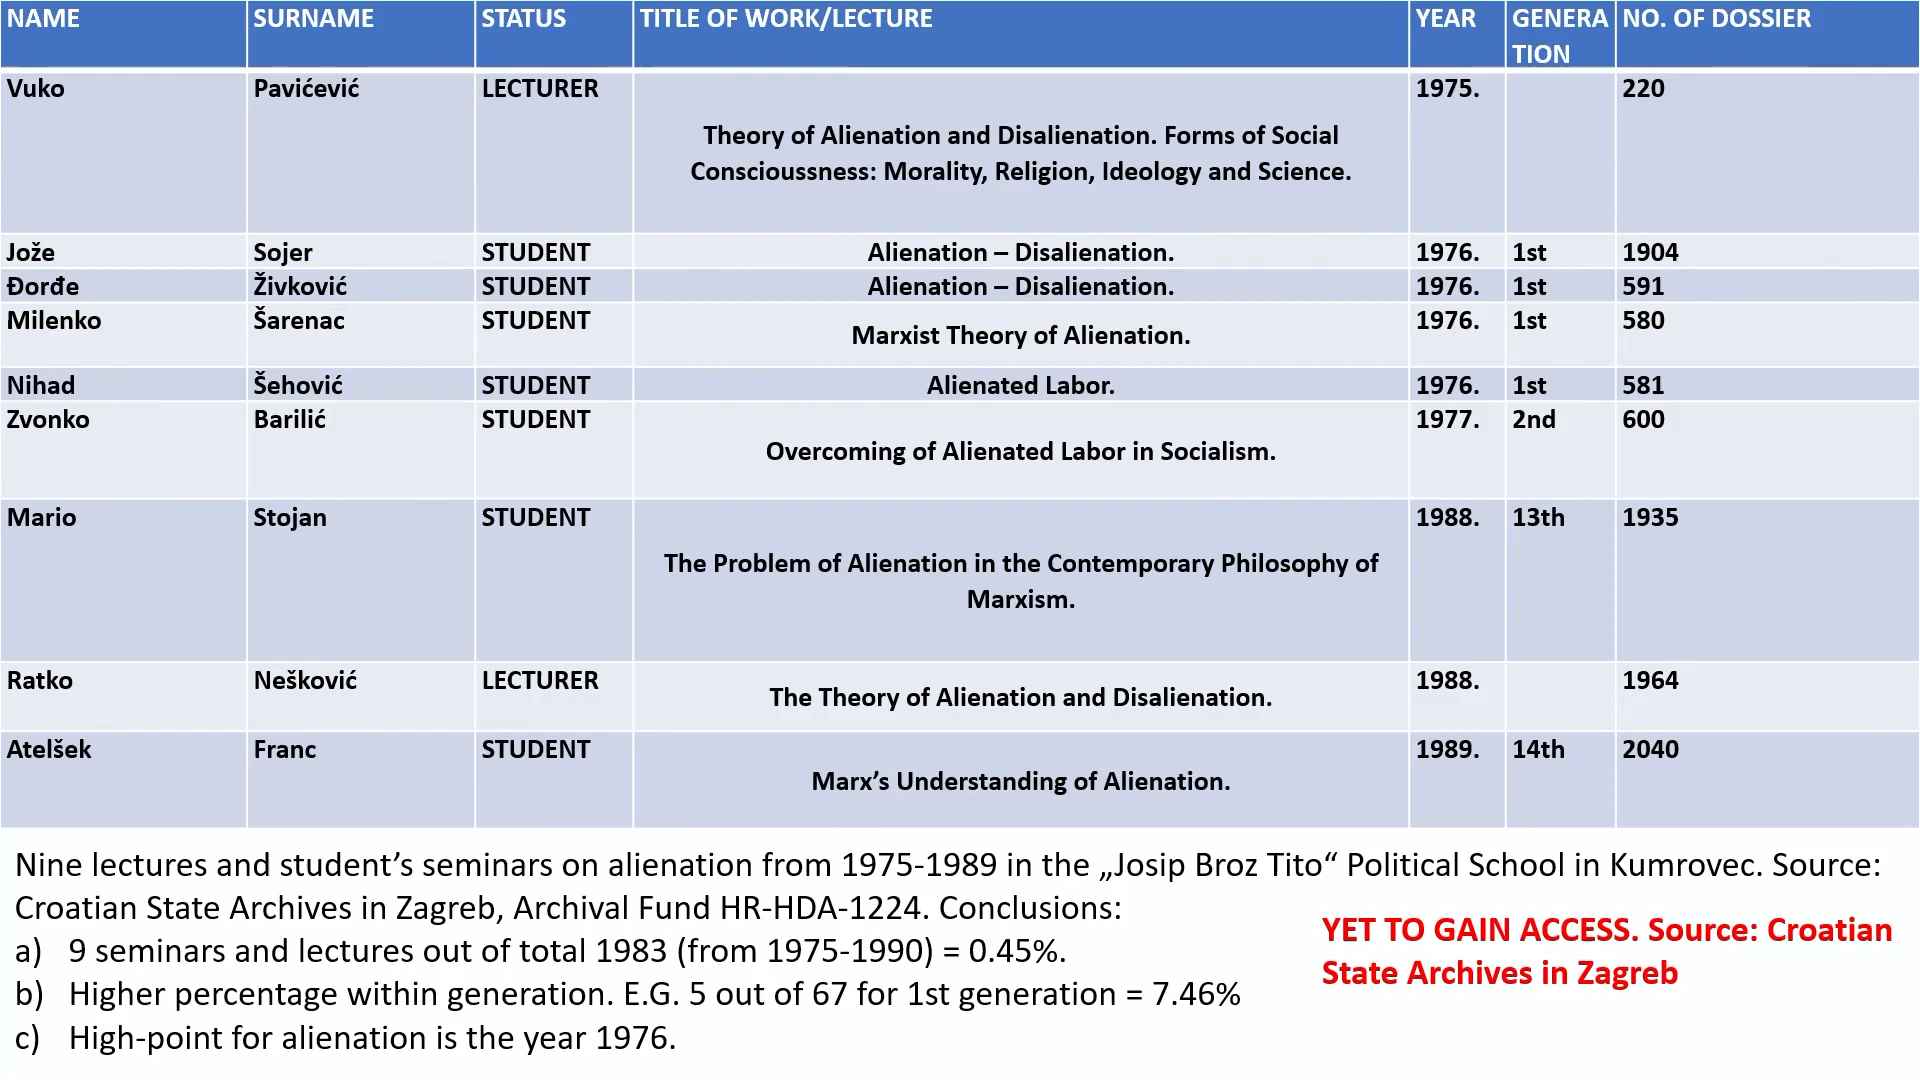 NAME SURNAME STATUS TITLE OF WORK/LECTURE YEAR GENERA NO. OF DOSSIER
TION
Vuko Pavićević LECTURER 1975. 220
Theory of Alienation and Disalienation. Forms of Social
Conscioussness: Morality, Religion, Ideology and Science.
Jože Sojer STUDENT Alienation – Disalienation. 1976. 1st 1904
Đorđe Živković STUDENT Alienation – Disalienation. 1976. 1st 591
Milenko Šarenac STUDENT Marxist Theory of Alienation. 1976. 1st 580
Nihad Šehović STUDENT Alienated Labor. 1976. 1st 581
Zvonko Barilić STUDENT 1977. 2nd 600
Overcoming of Alienated Labor in Socialism.
Mario Stojan STUDENT 1988. 13th 1935
The Problem of Alienation in the Contemporary Philosophy of
Marxism.
Ratko Nešković LECTURER The Theory of Alienation and Disalienation. 1988. 1964
Atelšek Franc STUDENT 1989. 14th 2040
Marx’s Understanding of Alienation.
Nine lectures and student’s seminars on alienation from 1975-1989 in the „Josip Broz Tito“ Political School in Kumrovec. Source:
Croatian State Archives in Zagreb, Archival Fund HR-HDA-1224. Conclusions:
a) 9 seminars and lectures out of total 1983 (from 1975-1990) = 0.45%.
b) Higher percentage within generation. E.G. 5 out of 67 for 1st generation = 7.46%
c) High-point for alienation is the year 1976.
YET TO GAIN ACCESS. Source: Croatian
State Archives in Zagreb